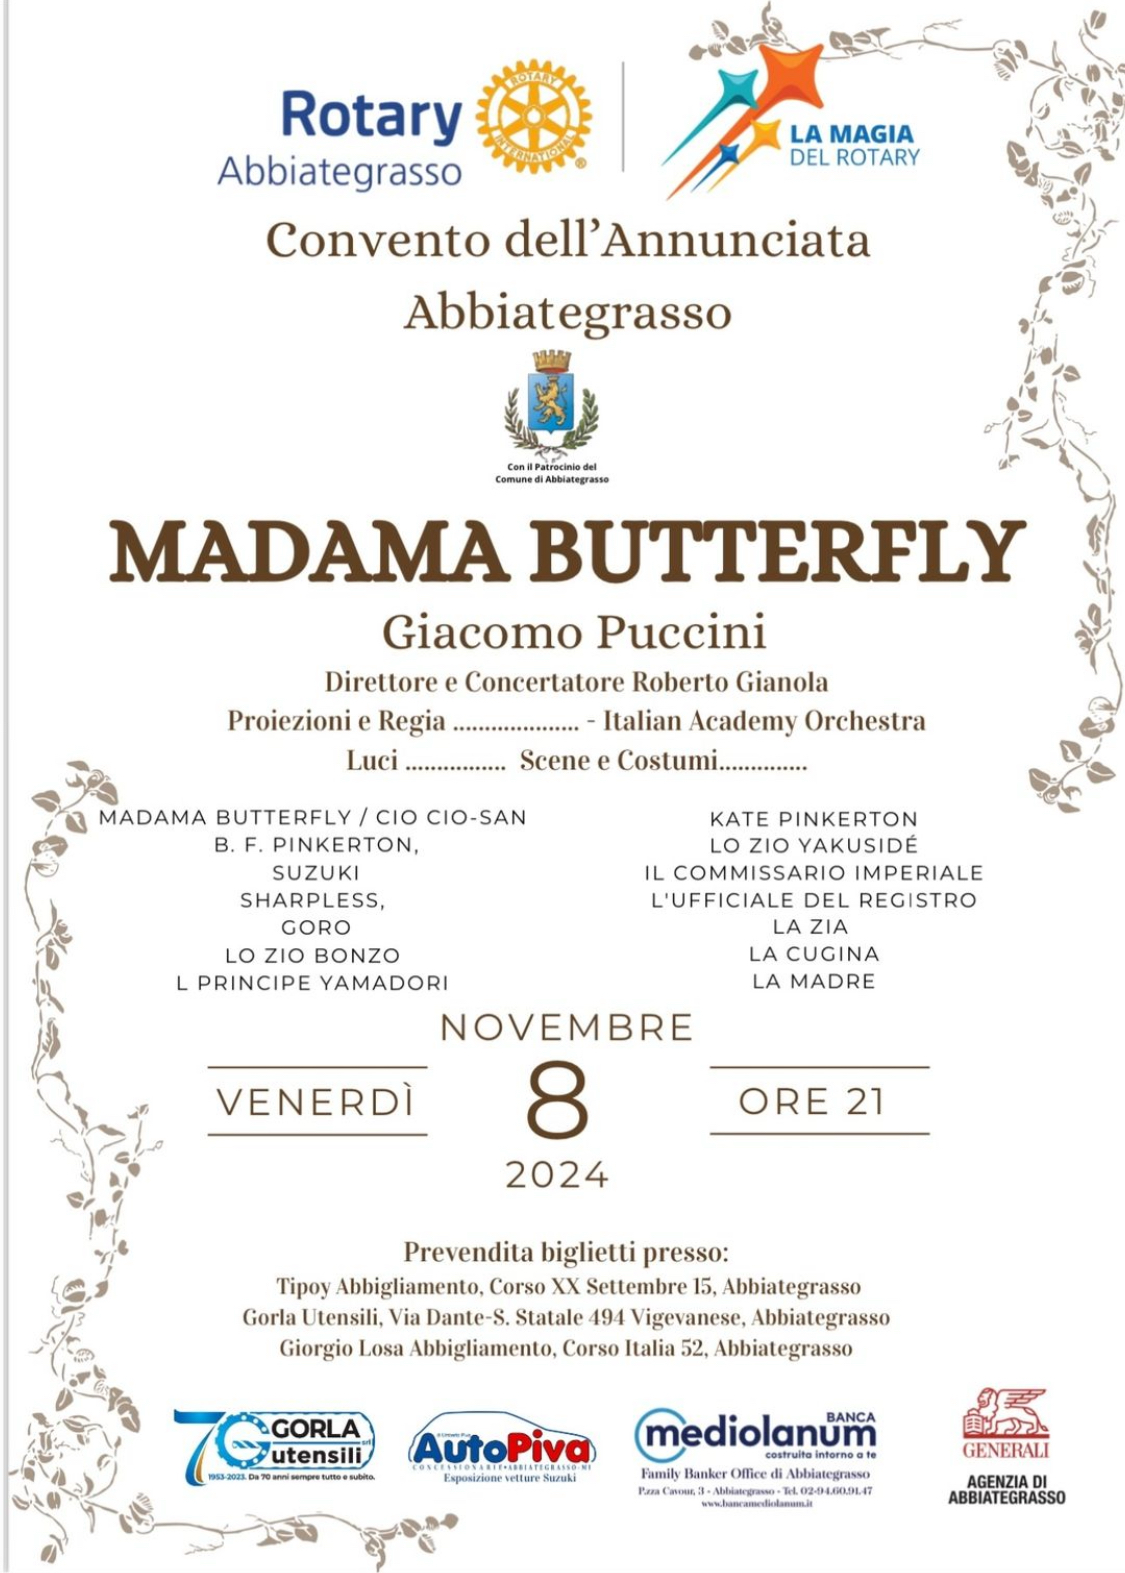 Rotary
Abbiategrasso
ROTARY
INTERNATIONAL
LA MAGIA
DEL ROTARY
Convento dell'Annunciata
Abbiategrasso
Con il Patrocinio del
Comune di Abbiategrasso
MADAMA BUTTERFLY
Giacomo Puccini
Direttore e Concertatore Roberto Gianola
Proiezioni e Regia .................... - Italian Academy Orchestra
Luci ................ Scene e Costumi..............
MADAMA BUTTERFLY / CIO CIO-SAN
B. F. PINKERTON,
SUZUKI
SHARPLESS,
GORO
LO ZIO BONZO
L PRINCIPE YAMADORI
KATE PINKERTON
LO ZIO YAKUSIDÉ
IL COMMISSARIO IMPERIALE
L'UFFICIALE DEL REGISTRO
LA ZIA
LA CUGINA
LA MADRE
NOVEMBRE
VENERDÌ
8
ORE 21
2024
Prevendita biglietti presso:
Tipoy Abbigliamento, Corso XX Settembre 15, Abbiategrasso
Gorla Utensili, Via Dante-S. Statale 494 Vigevanese, Abbiategrasso
Giorgio Losa Abbigliamento, Corso Italia 52, Abbiategrasso
70 GORLA
utensili srl
1953-2023. Da 70 anni sempre tutto e subito.
AutoPiva
CONCESSIONARIE•ABBIATEGRASSO-MI
Esposizione vetture Suzuki
BANCA
mediolanum
costruita intorno a te
Family Banker Office di Abbiategrasso
P.zza Cavour, 3 - Abbiategrasso - Tel. 02-94.60.91.47
www.bancamediolanum.it
GENERALI
AGENZIA DI
ABBIATEGRASSO